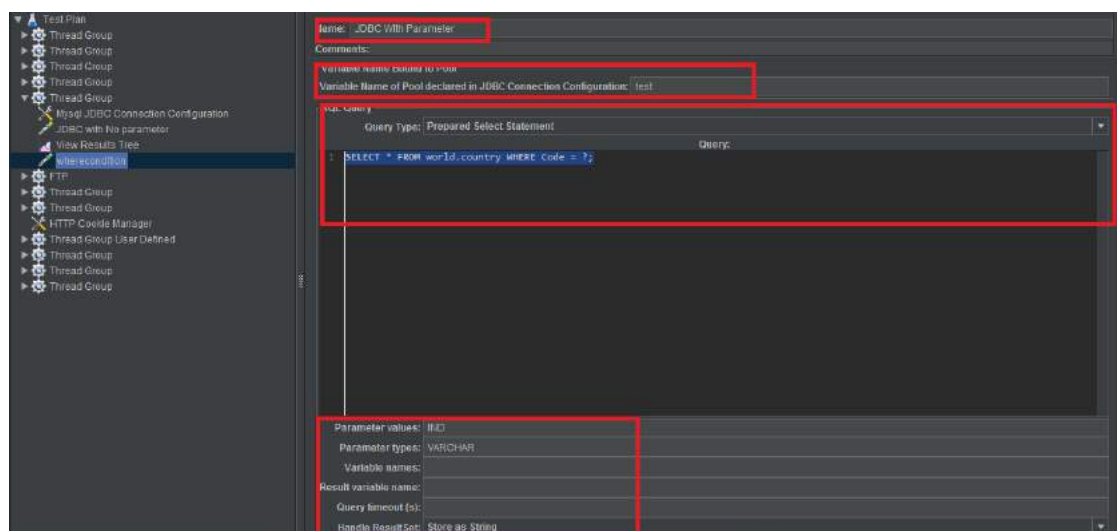 Test Plan
Thread Group
Thread Group
Thread Group
Thread Group
Thread Group
Mysql JDBC Connection Configuration
JDBC with No parameter
View Results Tree
wherecondition
FTP
Thread Group
Thread Group
HTTP Cookie Manager
Thread Group User Defined
Thread Group
Thread Group
Thread Group
Name: JDBC With Parameter
Comments:
Variable Name Bound to Pool
Variable Name of Pool declared in JDBC Connection Configuration: test
SQL Query
Query Type: Prepared Select Statement
Query:
1 SELECT * FROM world.country WHERE Code = ?;
Parameter values: IND
Parameter types: VARCHAR
Variable names:
Result variable name:
Query timeout (s):
Handle ResultSet: Store as String